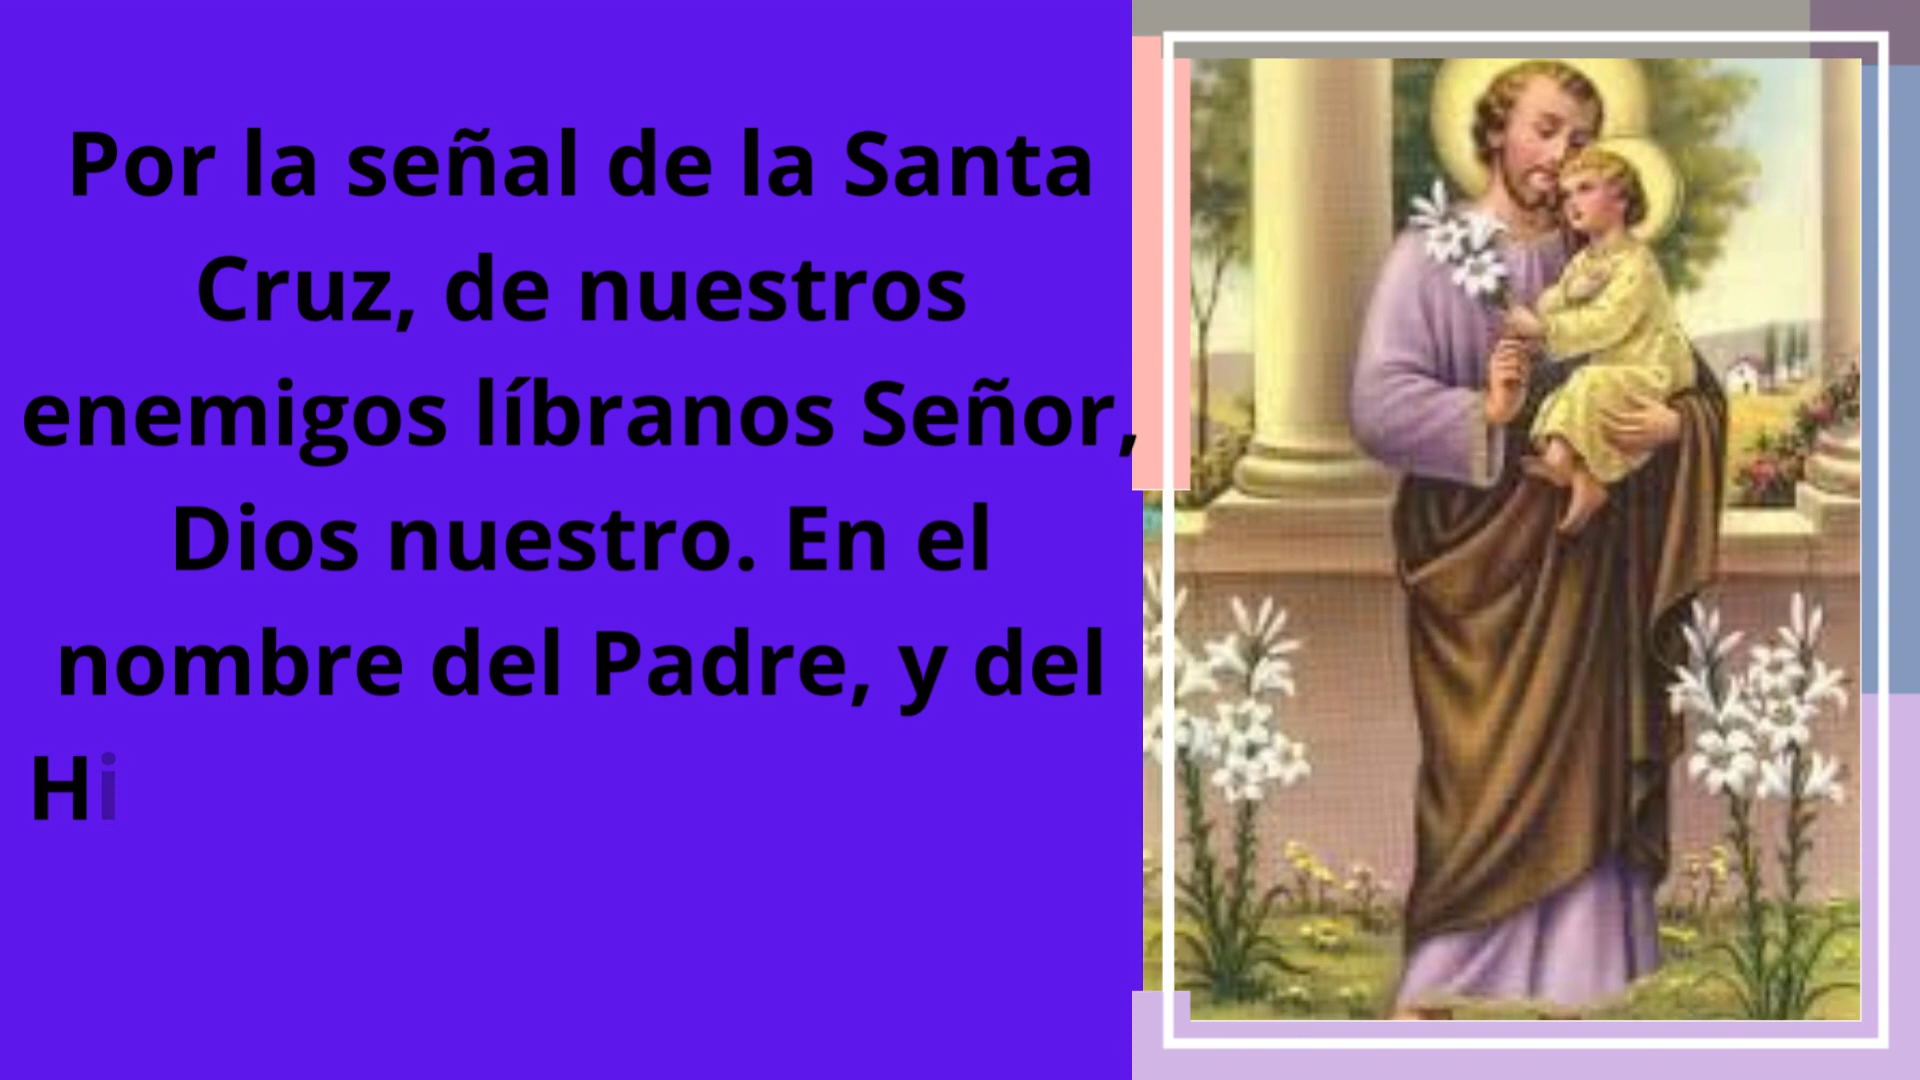 Por la señal de la Santa
Cruz, de nuestros
enemigos líbranos Señor,
Dios nuestro. En el
nombre del Padre, y del
Hi